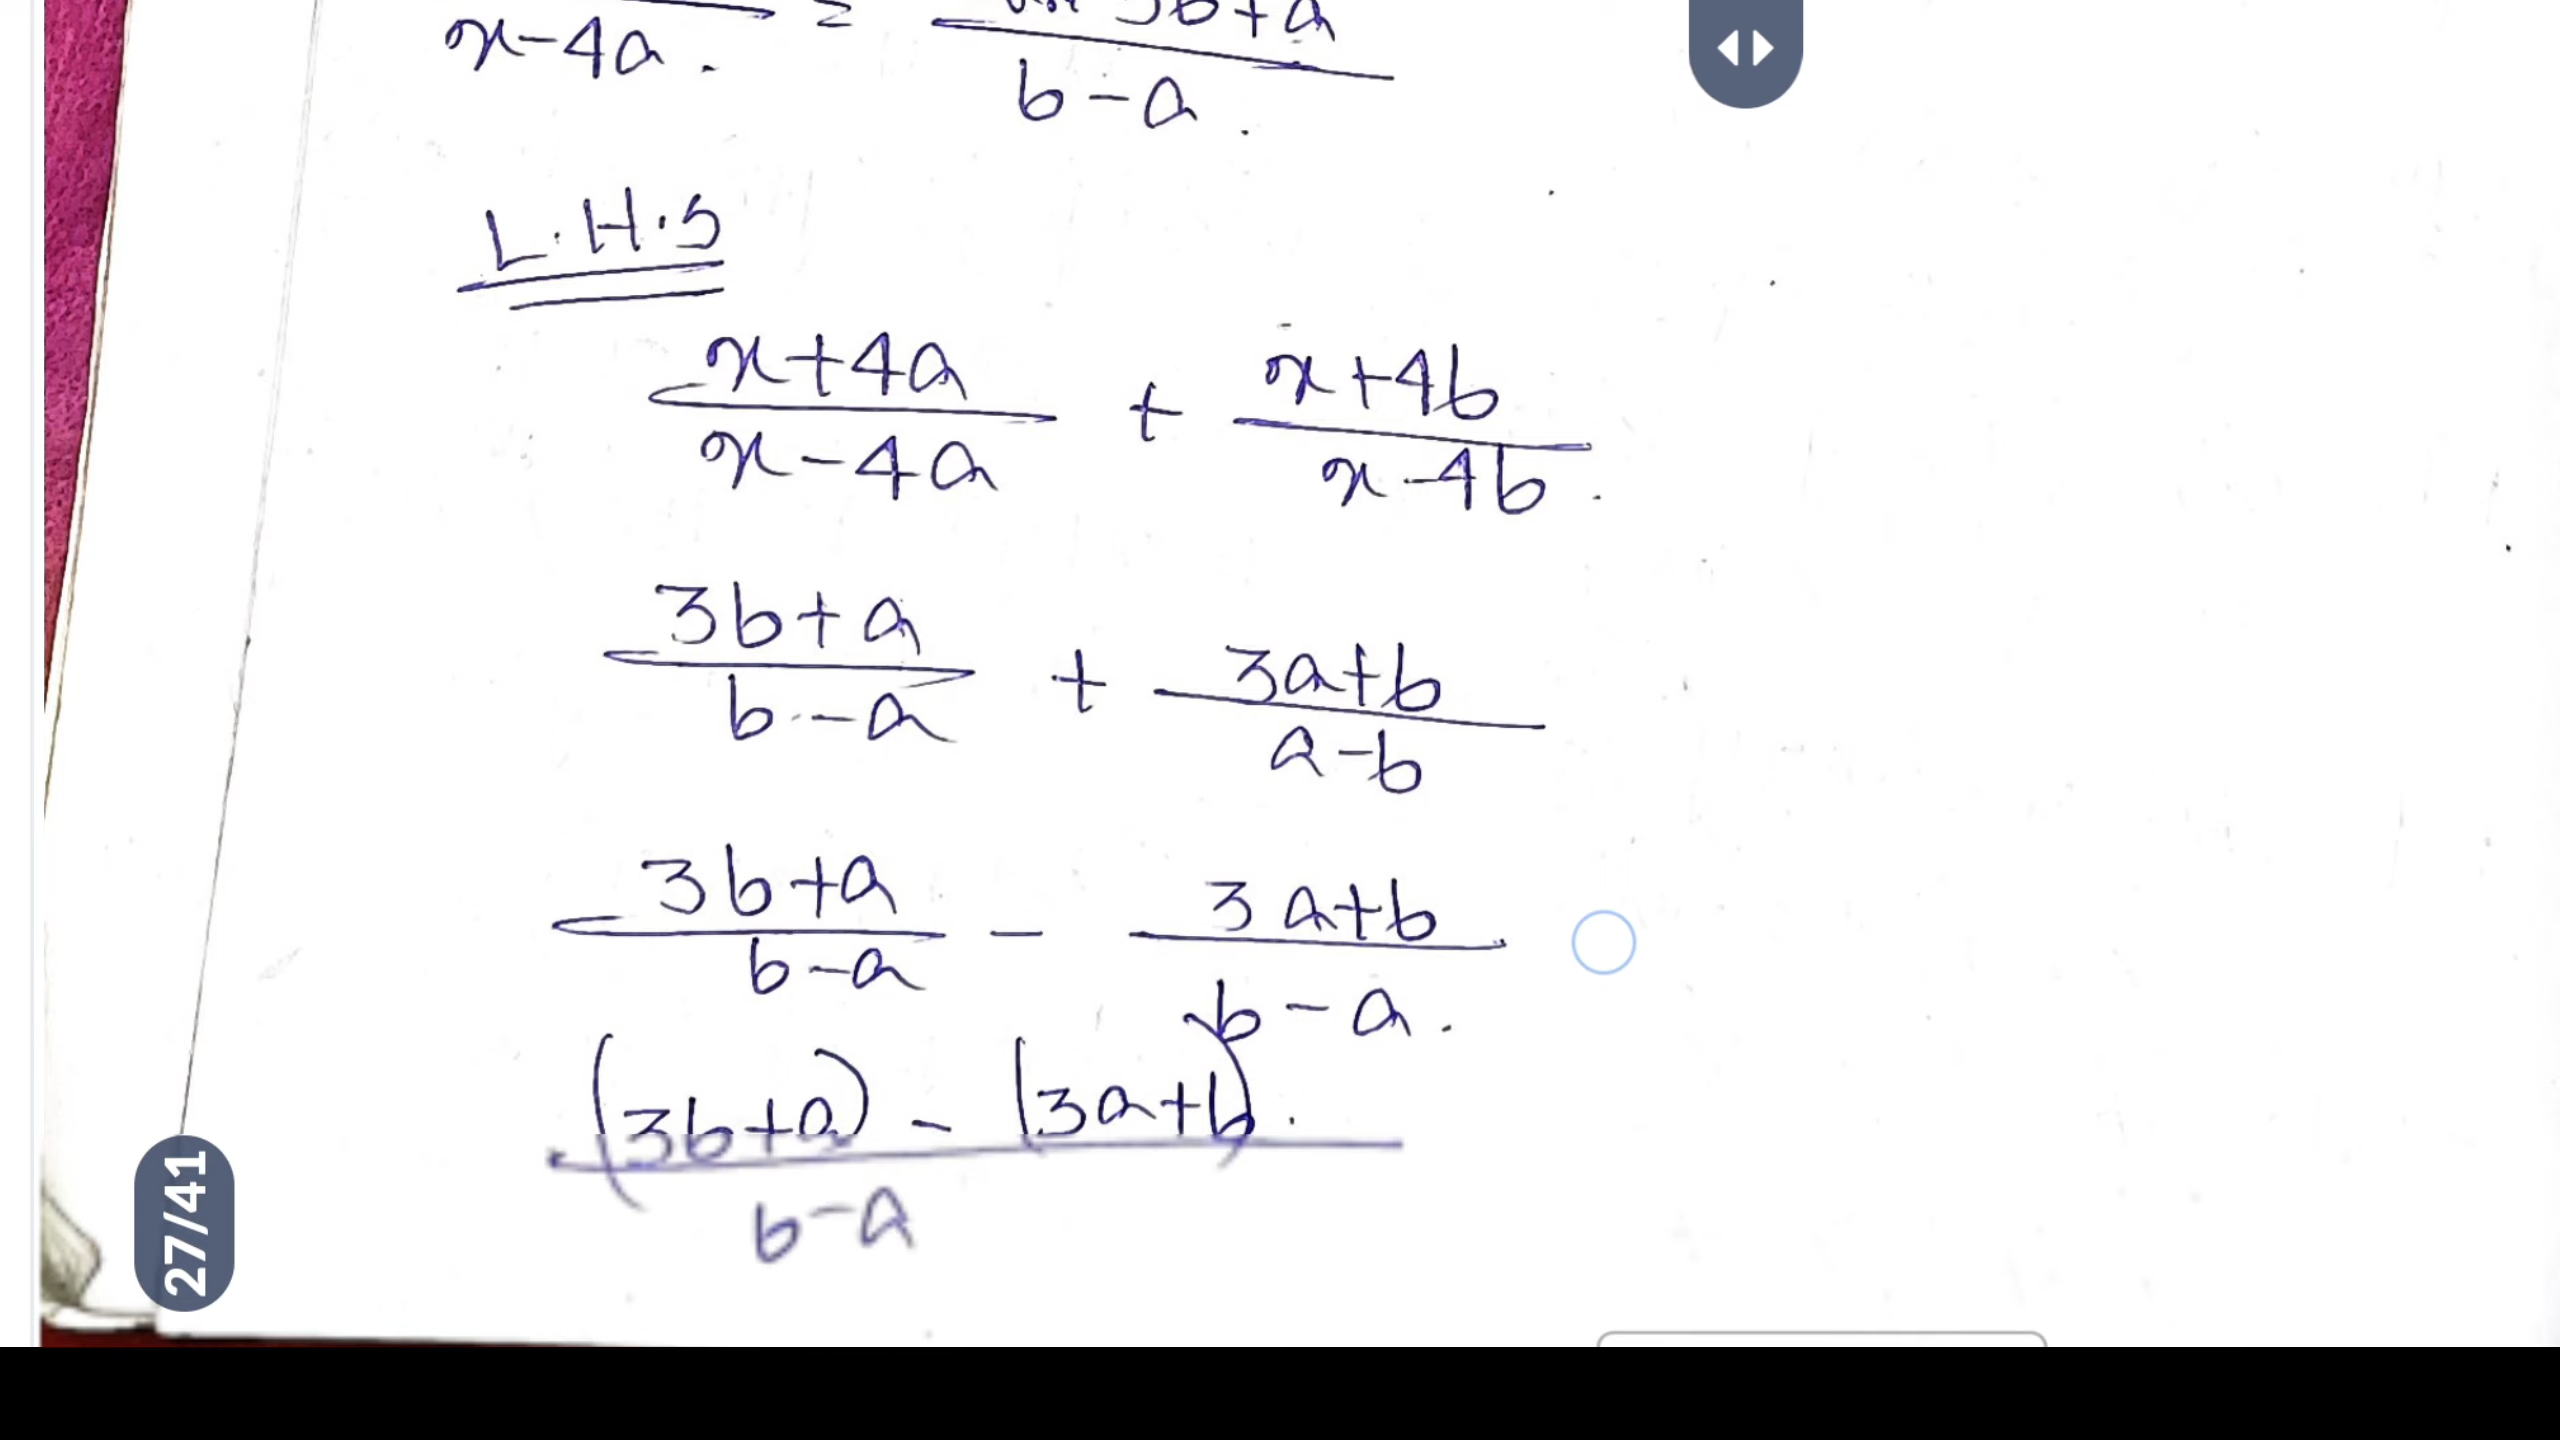 x-4a. = 3b+a
b-a.
L.H.S
x+4a + x+4b
x-4a x-4b.
3b+a + 3a+b
b-a a-b
3b+a - 3a+b
b-a b-a.
(3b+a) - (3a+b).
b-a
27/41